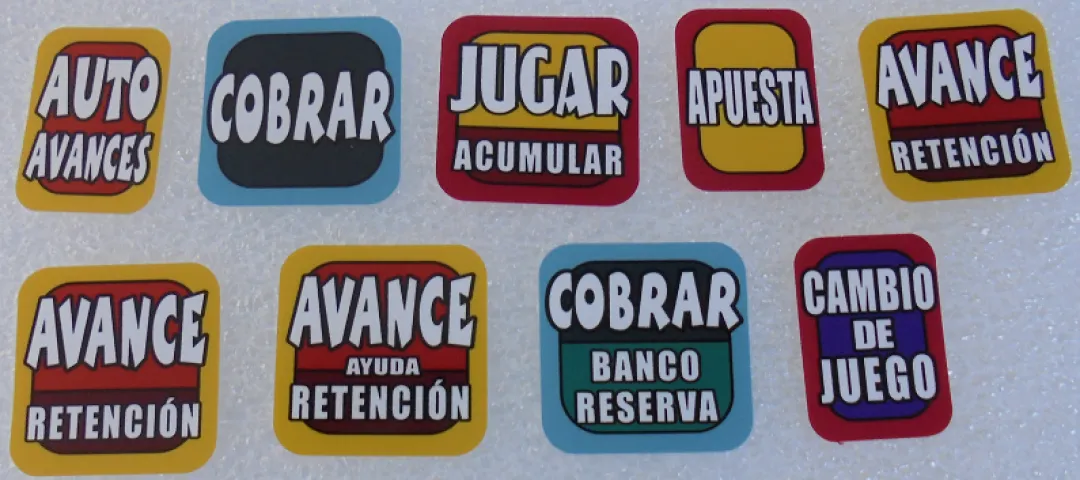 AUTO
AVANCES
COBRAR
JUGAR
ACUMULAR
APUESTA
AVANCE
RETENCIÓN
AVANCE
RETENCIÓN
AVANCE
AYUDA
RETENCIÓN
COBRAR
BANCO
RESERVA
CAMBIO
DE
JUEGO